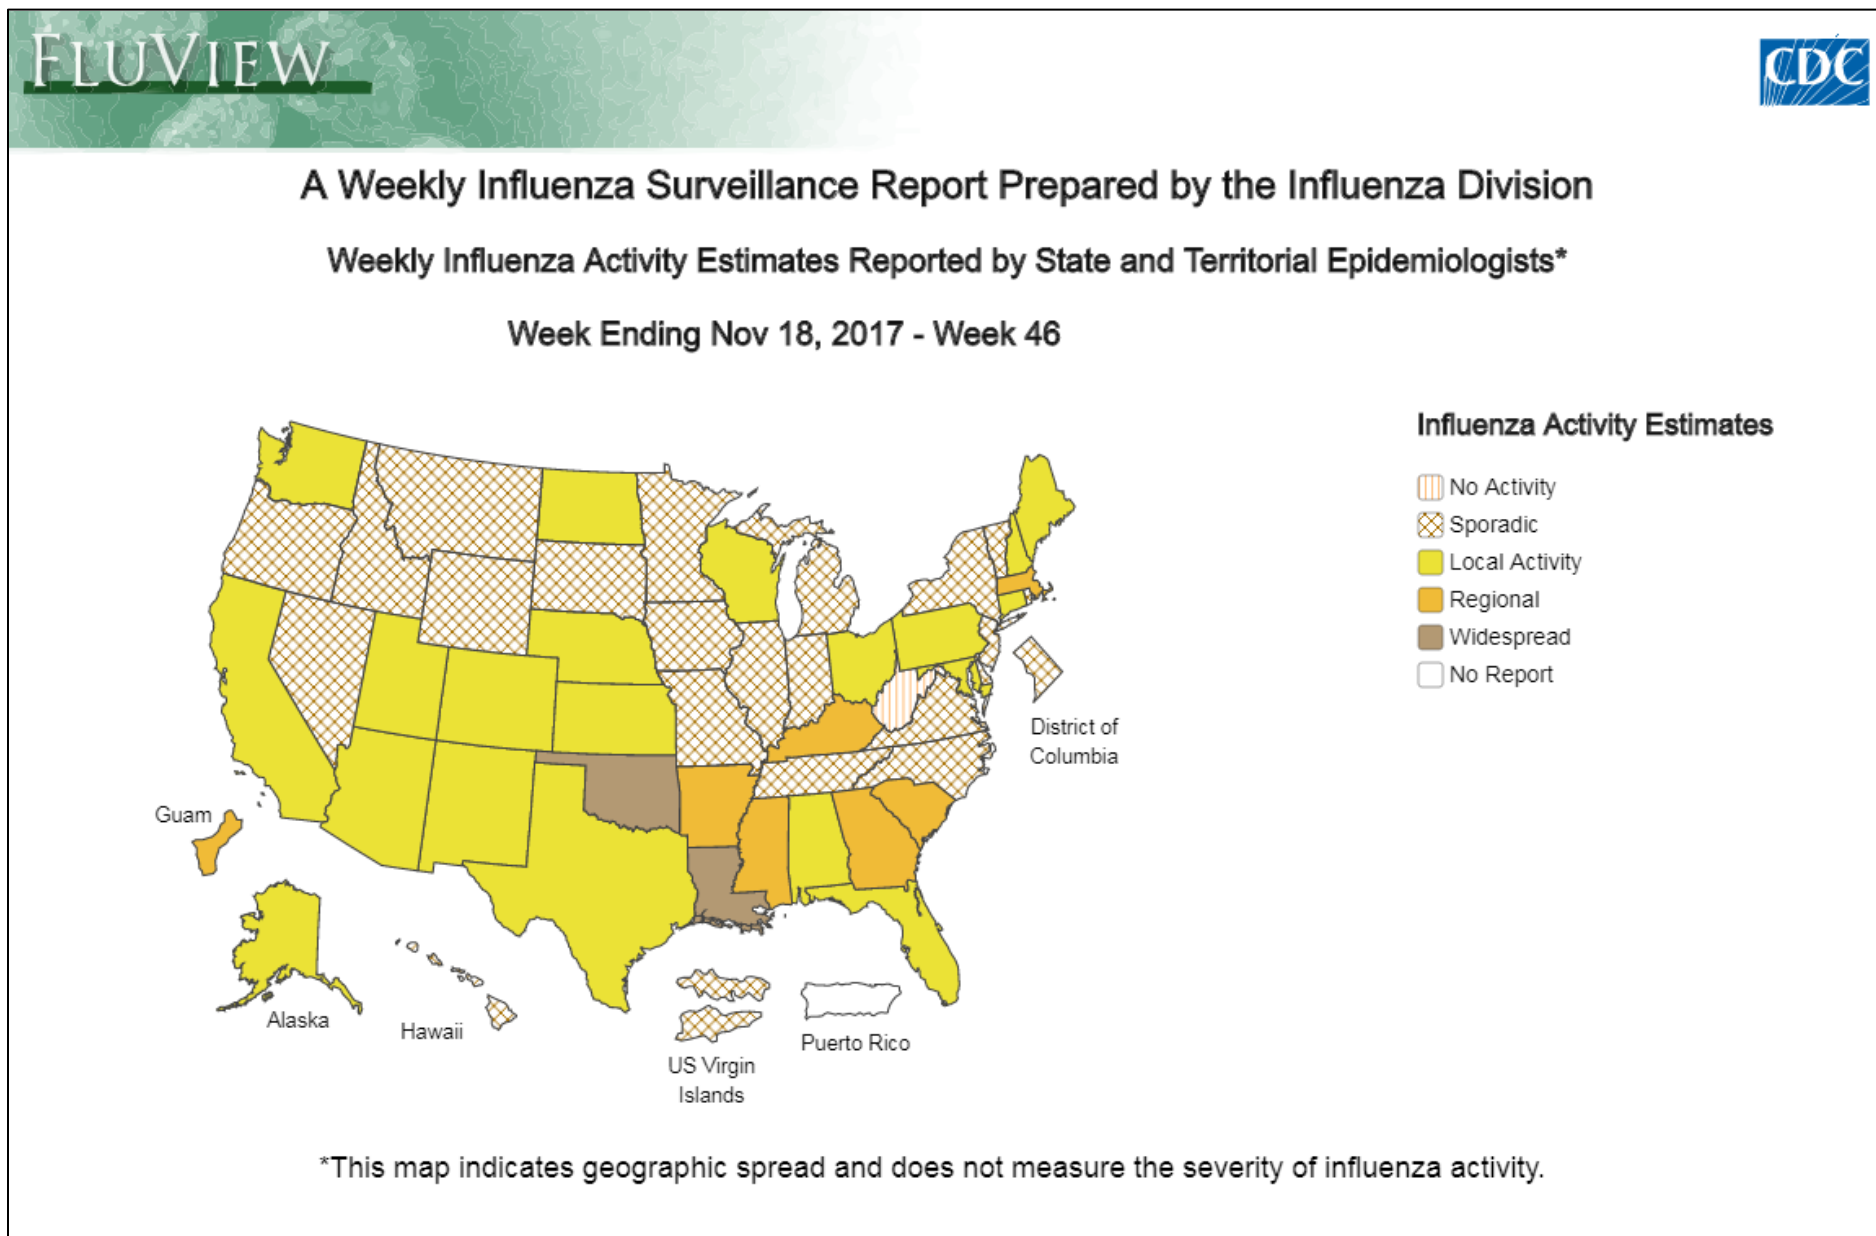 FLUVIEW
CDC
A Weekly Influenza Surveillance Report Prepared by the Influenza Division
Weekly Influenza Activity Estimates Reported by State and Territorial Epidemiologists*
Week Ending Nov 18, 2017 - Week 46
Influenza Activity Estimates
No Activity
Sporadic
Local Activity
Regional
Widespread
No Report
District of
Columbia
Guam
Alaska
Hawaii
US Virgin
Islands
Puerto Rico
*This map indicates geographic spread and does not measure the severity of influenza activity.